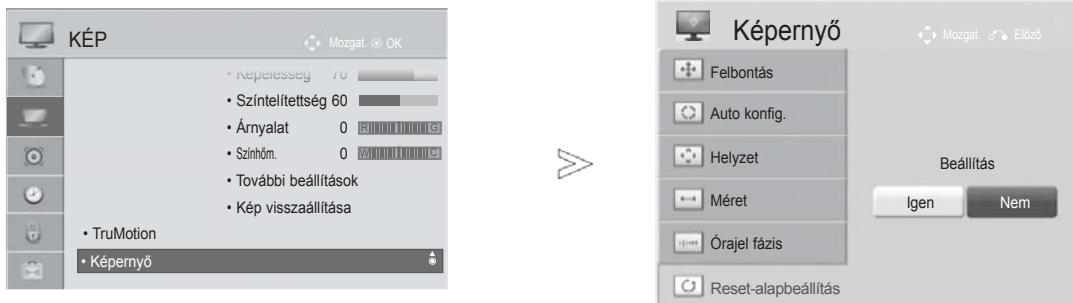 KÉP
Mozgat. OK
• Képélesség 70
• Színtelítettség 60
• Árnyalat 0 R G
• Színhőm. 0 W C
• További beállítások
• Kép visszaállítása
• TruMotion
• Képernyő
Képernyő
Mozgat. Előző
Felbontás
Auto konfig.
Helyzet
Méret
Órajel fázis
Reset-alapbeállítás
Beállítás
Igen Nem